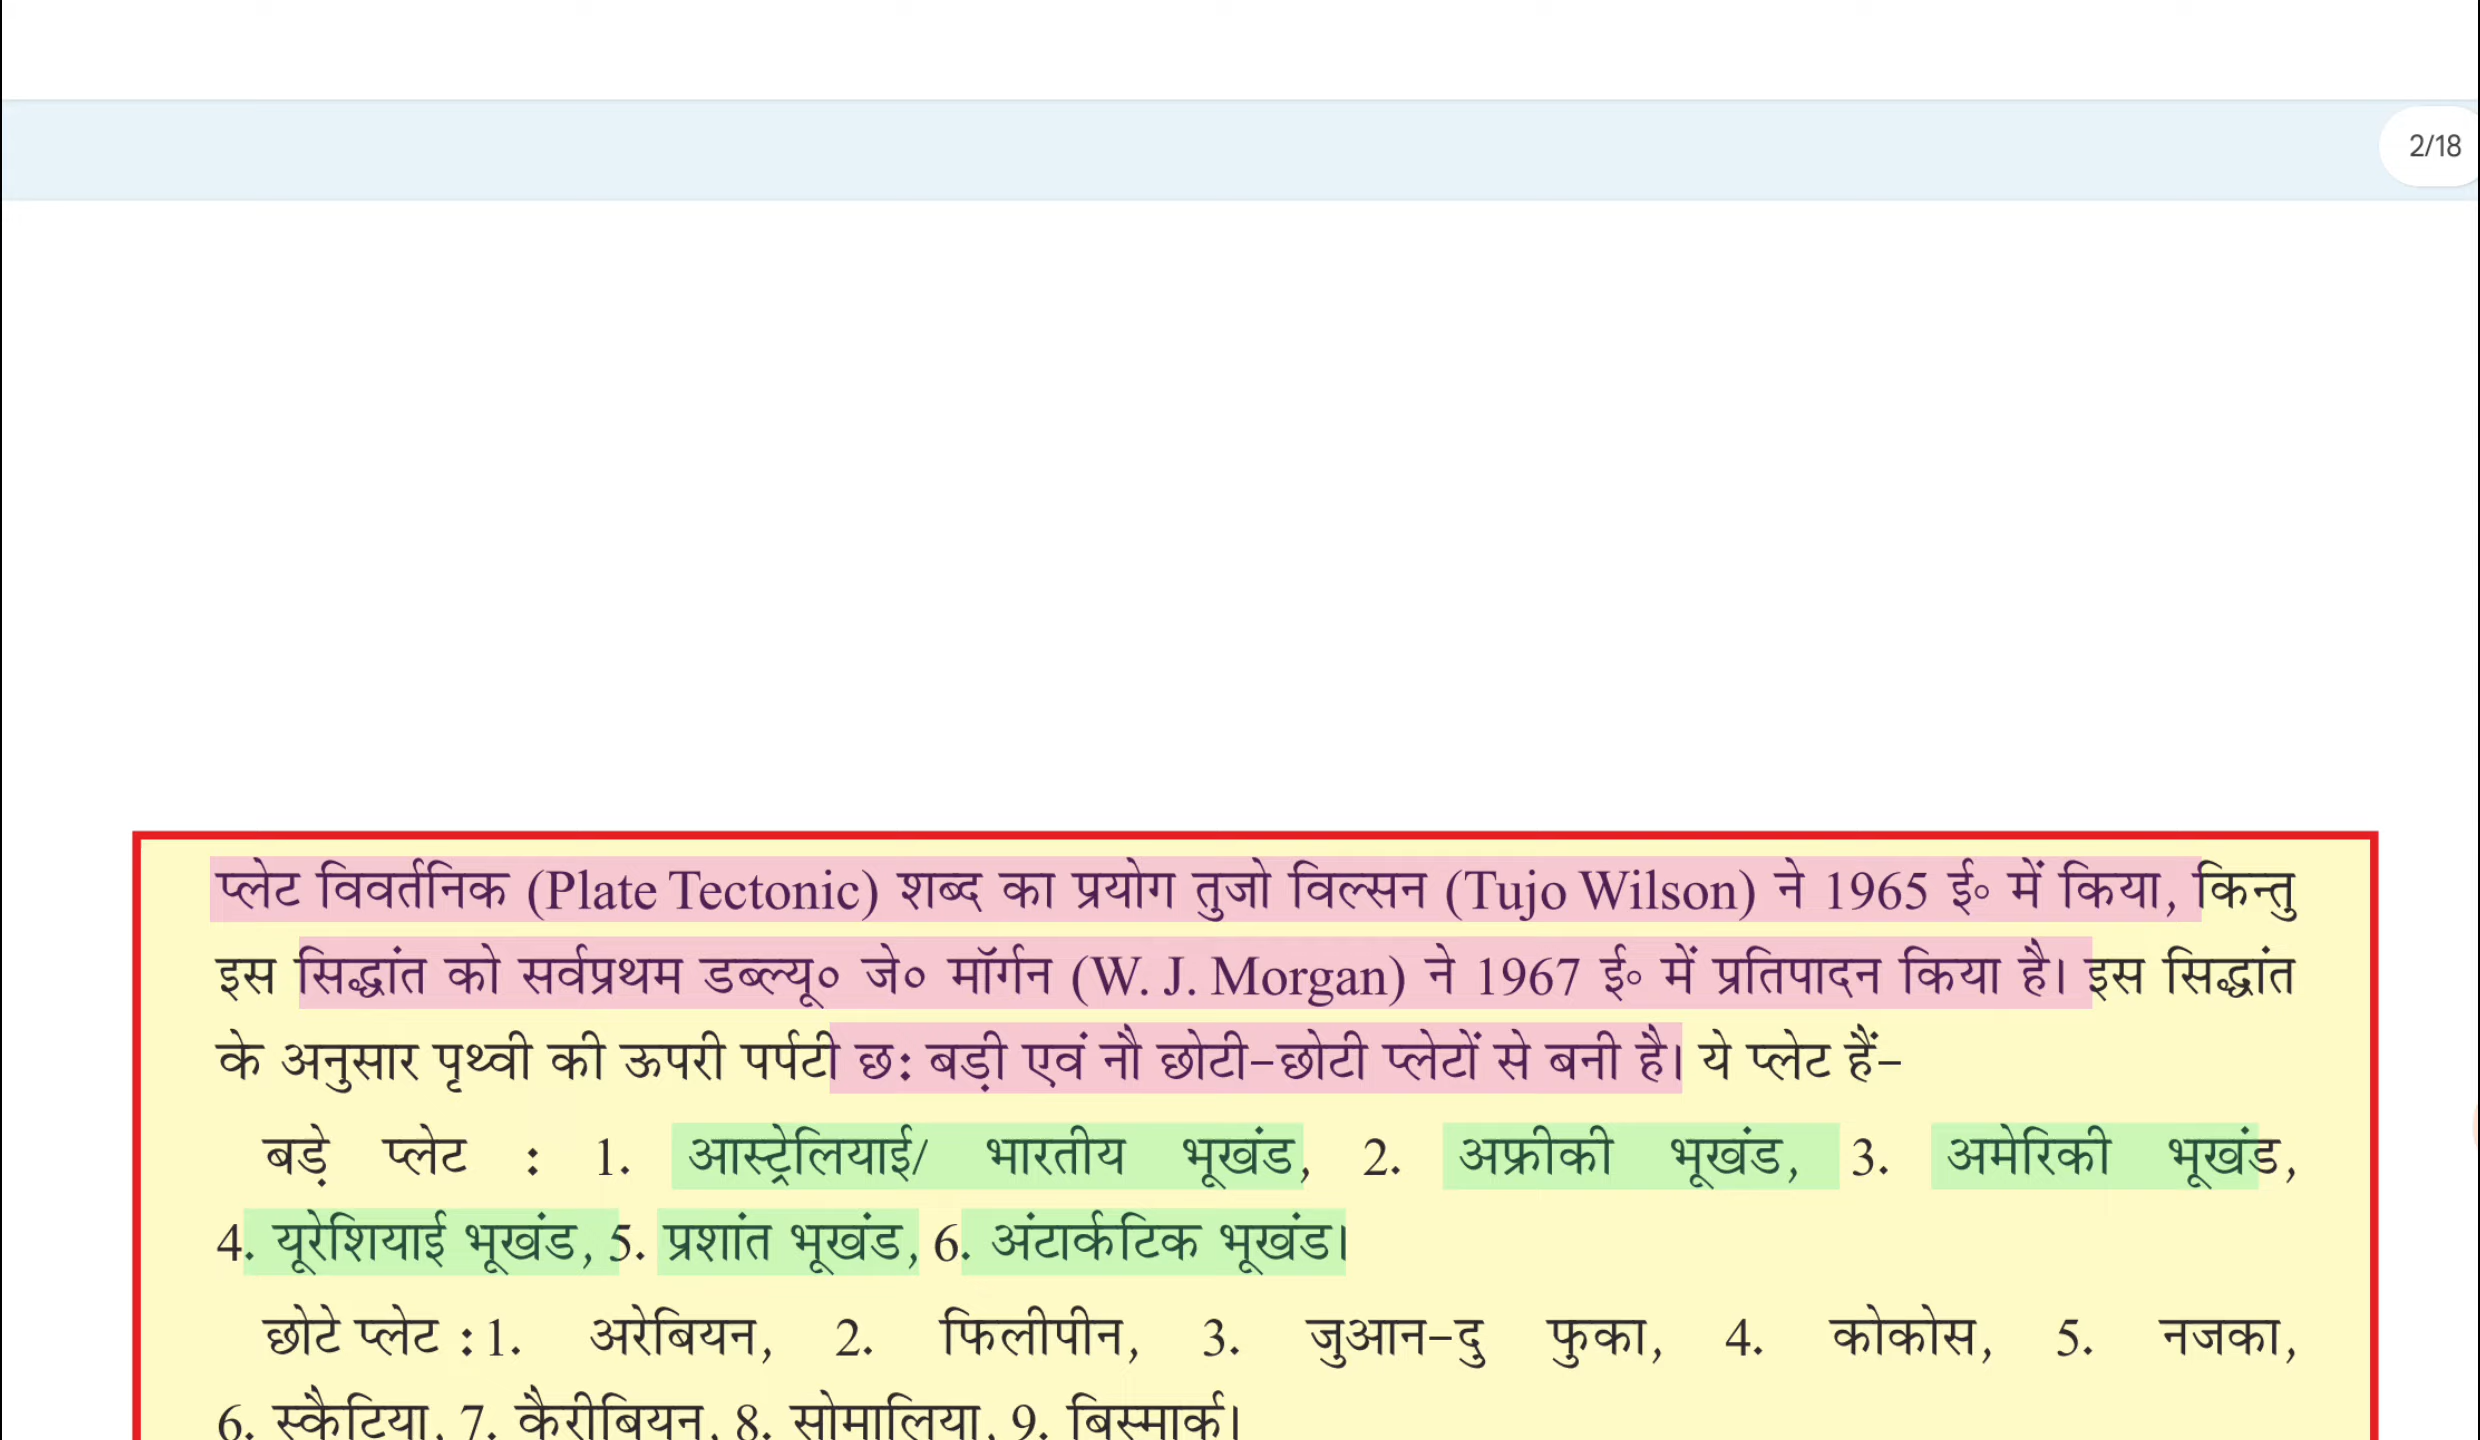 2/18
प्लेट विवर्तनिक (Plate Tectonic) शब्द का प्रयोग तुजो विल्सन (Tujo Wilson) ने 1965 ई॰ में किया, किन्तु
इस सिद्धांत को सर्वप्रथम डब्ल्यू० जे० मॉर्गन (W. J. Morgan) ने 1967 ई॰ में प्रतिपादन किया है। इस सिद्धांत
के अनुसार पृथ्वी की ऊपरी पर्पटी छः बड़ी एवं नौ छोटी-छोटी प्लेटों से बनी है। ये प्लेट हैं-
बड़े प्लेट : 1. आस्ट्रेलियाई/ भारतीय भूखंड, 2. अफ्रीकी भूखंड, 3. अमेरिकी भूखंड,
4. यूरेशियाई भूखंड, 5. प्रशांत भूखंड, 6. अंटार्कटिक भूखंड।
छोटे प्लेट : 1. अरेबियन, 2. फिलीपीन, 3. जुआन-दु फुका, 4. कोकोस, 5. नजका,
6. स्कैटिया, 7. कैरीबियन, 8. सोमालिया, 9. बिस्मार्क।